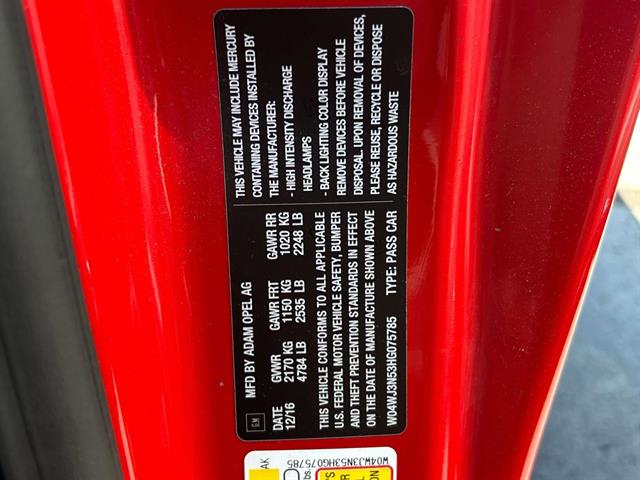 THIS VEHICLE MAY INCLUDE MERCURY
CONTAINING DEVICES INSTALLED BY
THE MANUFACTURER:
- HIGH INTENSITY DISCHARGE
HEADLAMPS
- BACK LIGHTING COLOR DISPLAY
REMOVE DEVICES BEFORE VEHICLE
DISPOSAL. UPON REMOVAL OF DEVICES,
PLEASE REUSE, RECYCLE OR DISPOSE
AS HAZARDOUS WASTE
GM
MFD BY ADAM OPEL AG
DATE GVWR GAWR FRT GAWR RR
12/16 2170 KG 1150 KG 1020 KG
4784 LB 2535 LB 2248 LB
THIS VEHICLE CONFORMS TO ALL APPLICABLE
U.S. FEDERAL MOTOR VEHICLE SAFETY, BUMPER
AND THEFT PREVENTION STANDARDS IN EFFECT
ON THE DATE OF MANUFACTURE SHOWN ABOVE
W04WJ3N53HG075785 TYPE: PASS CAR
W04WJ3N53HG075785